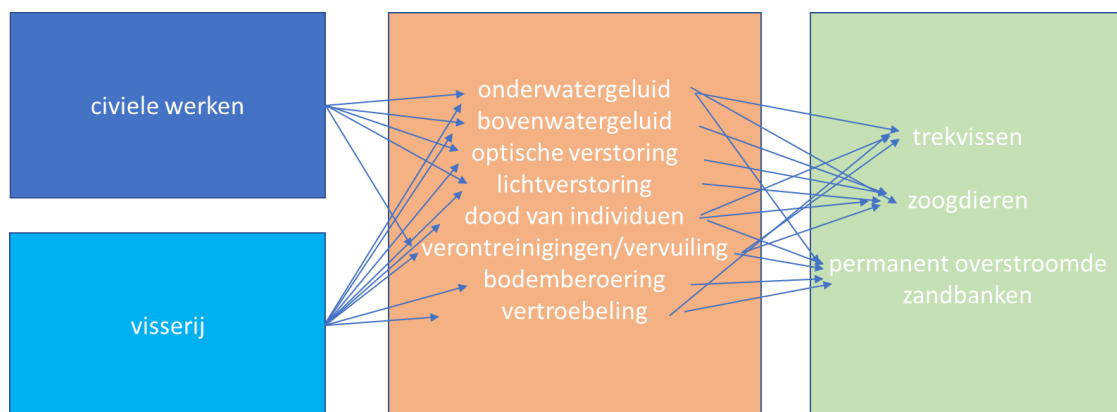 civiele werken
visserij
onderwatergeluid
bovenwatergeluid
optische verstoring
lichtverstoring
dood van individuen
verontreinigingen/vervuiling
bodemberoering
vertroebeling
trekvissen
zoogdieren
permanent overstroomde
zandbanken